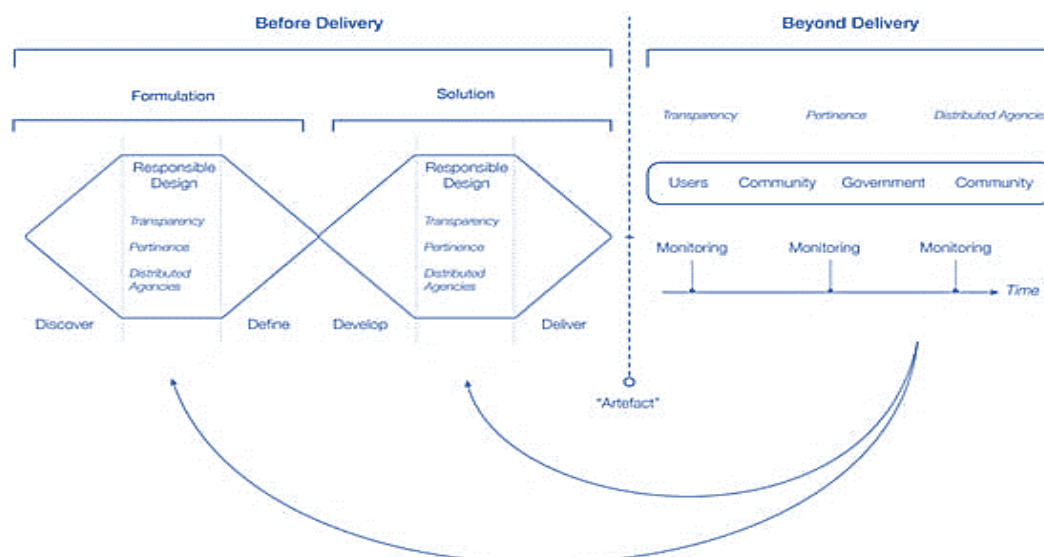 Before Delivery
Beyond Delivery
Formulation
Solution
Transparency Pertinence Distributed Agencies
Responsible
Design
Transparency
Pertinence
Distributed
Agencies
Responsible
Design
Transparency
Pertinence
Distributed
Agencies
Users Community Government Community
Monitoring Monitoring Monitoring
Time
Discover Define Develop Deliver
"Artefact"